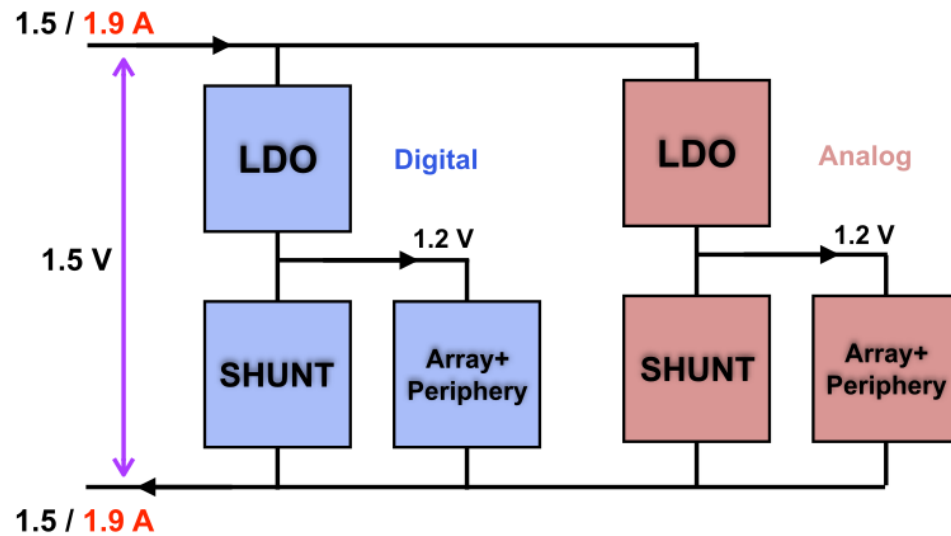 1.5 / 1.9 A
LDO
Digital
LDO
Analog
1.5 V
1.2 V
1.2 V
SHUNT
Array+
Periphery
SHUNT
Array+
Periphery
1.5 / 1.9 A